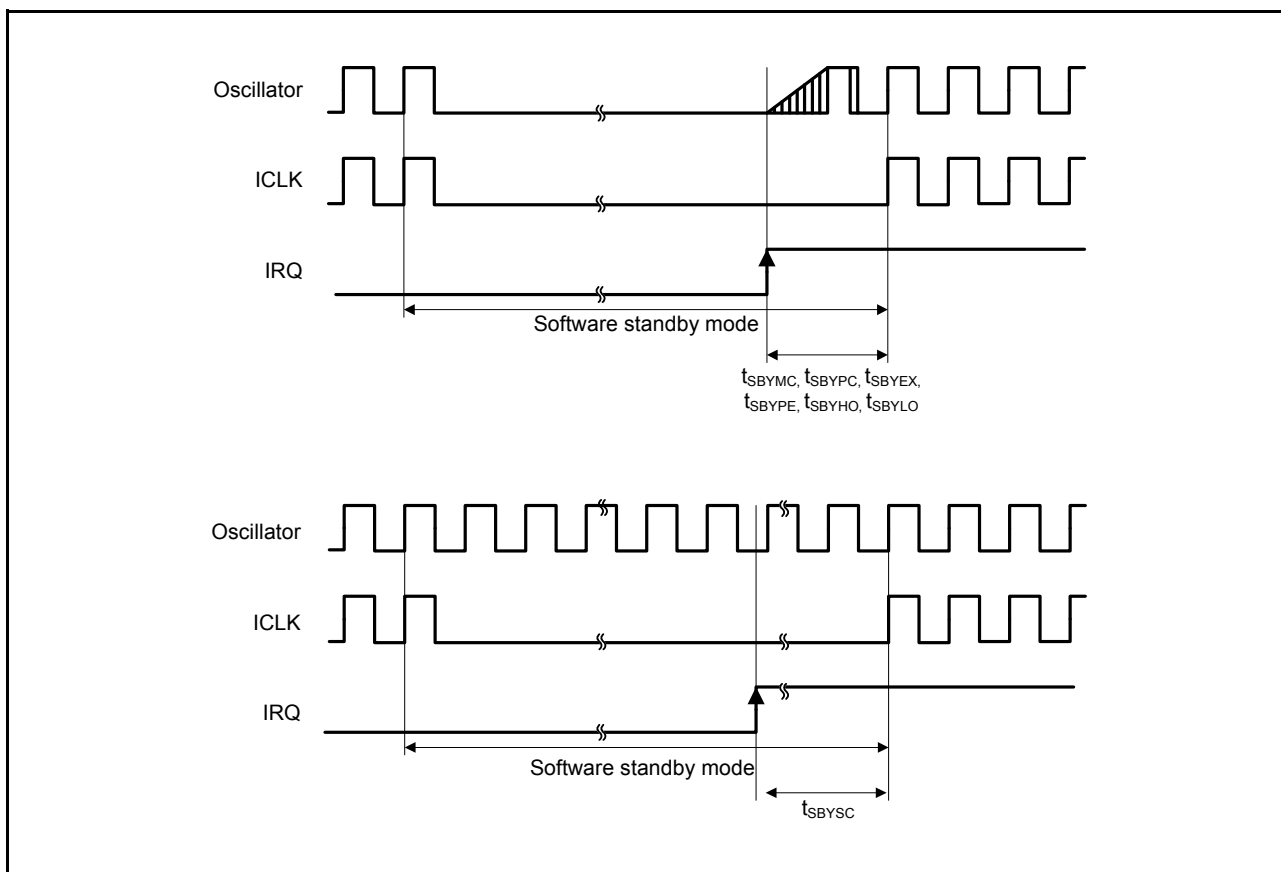 Oscillator
ICLK
IRQ
Software standby mode
tSBYMC, tSBYPC, tSBYEX,
tSBYPE, tSBYHO, tSBYLO
Oscillator
ICLK
IRQ
Software standby mode
tSBYSC